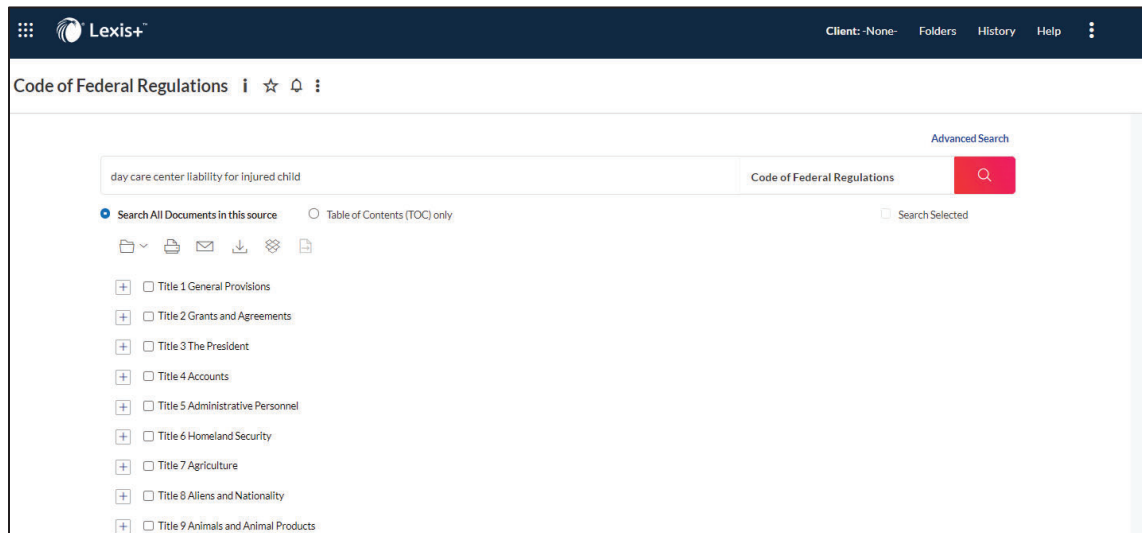 Lexis+™ Client: -None- Folders History Help
Code of Federal Regulations
Advanced Search
day care center liability for injured child Code of Federal Regulations
Search All Documents in this source Table of Contents (TOC) only Search Selected
Title 1 General Provisions
Title 2 Grants and Agreements
Title 3 The President
Title 4 Accounts
Title 5 Administrative Personnel
Title 6 Homeland Security
Title 7 Agriculture
Title 8 Aliens and Nationality
Title 9 Animals and Animal Products